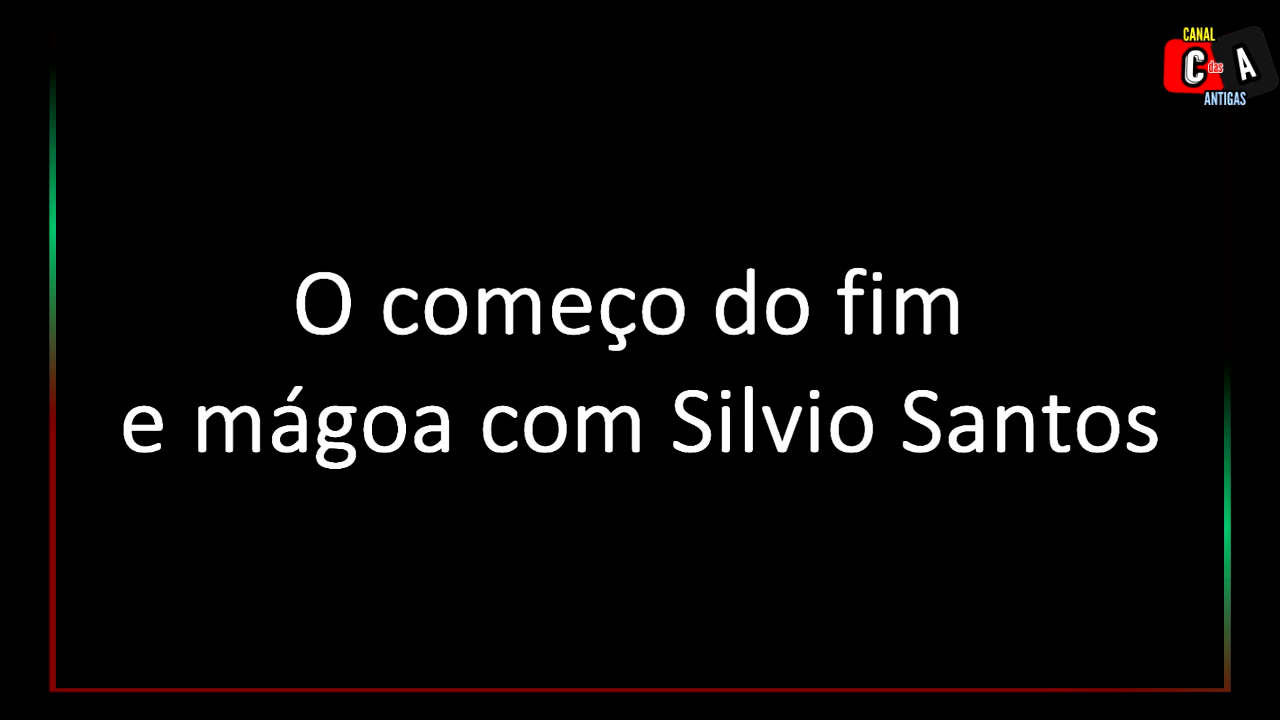 CANAL
C das A
ANTIGAS
O começo do fim
e mágoa com Silvio Santos